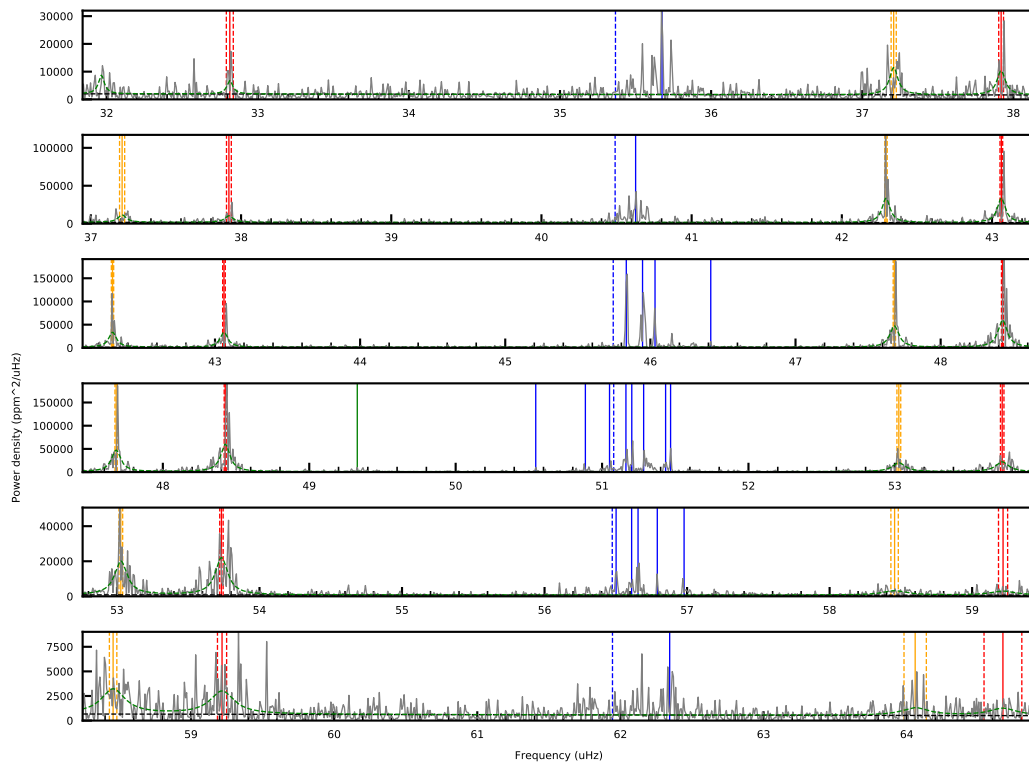 30000
20000
10000
0
32 33 34 35 36 37 38
100000
50000
0
37 38 39 40 41 42 43
150000
100000
50000
0
43 44 45 46 47 48
150000
100000
50000
0
48 49 50 51 52 53
40000
20000
0
53 54 55 56 57 58 59
7500
5000
2500
0
59 60 61 62 63 64
Power density (ppm^2/uHz)
Frequency (uHz)